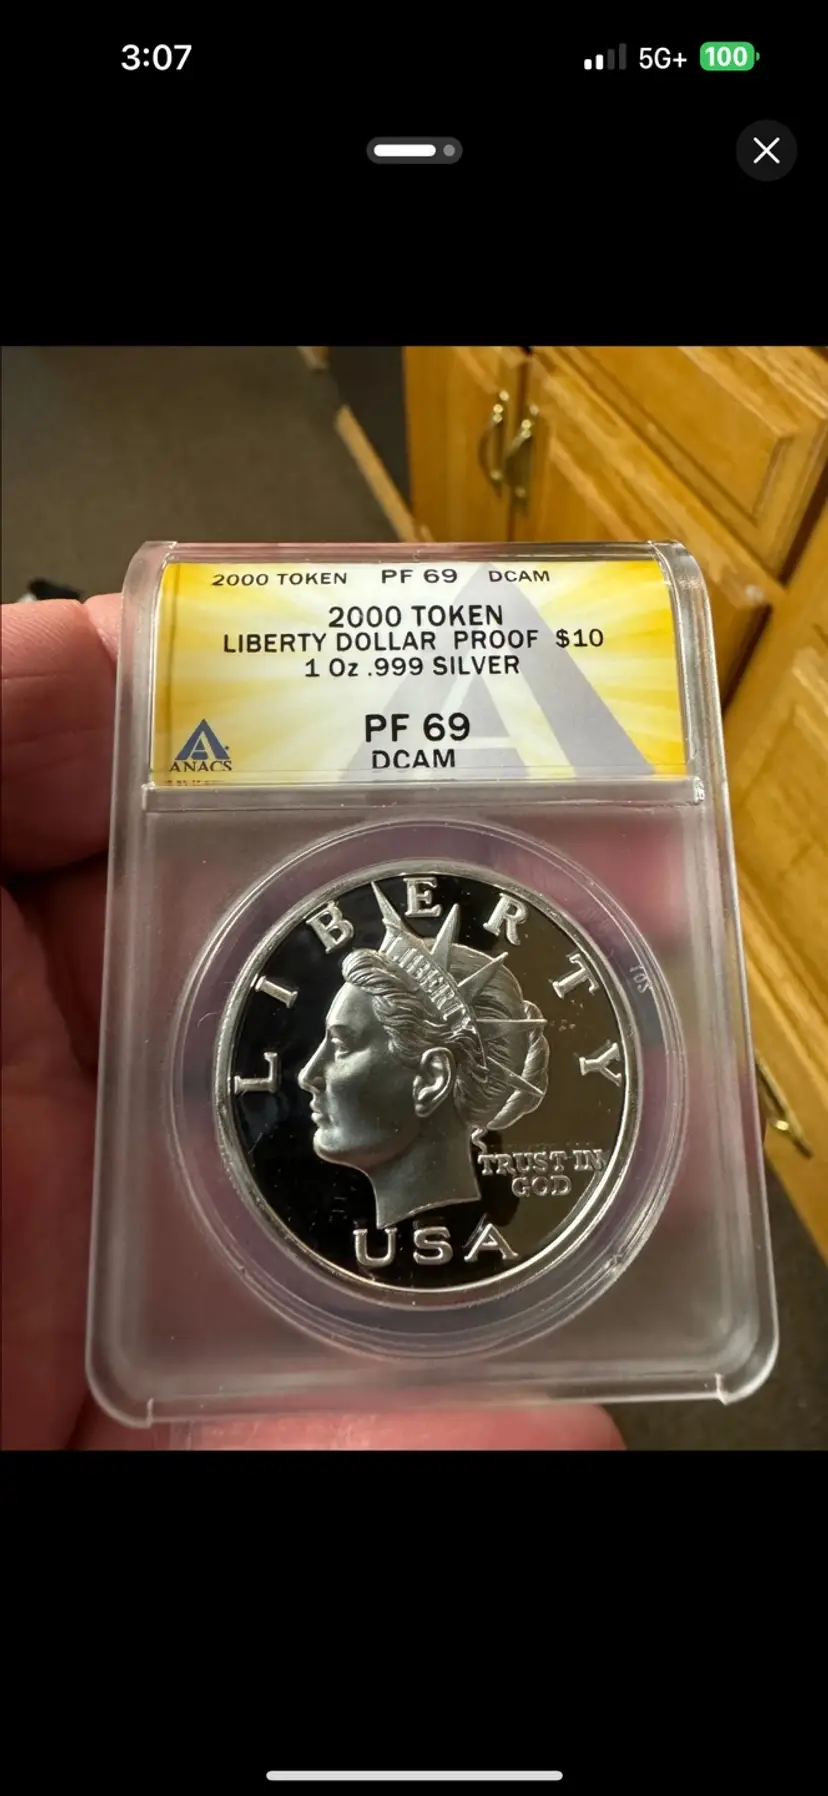 3:07
5G+ 100
2000 TOKEN PF 69 DCAM
2000 TOKEN
LIBERTY DOLLAR PROOF $10
1 Oz .999 SILVER
PF 69
DCAM
ANACS
LIBERTY
LIBERTY
TRUST IN
GOD
USA